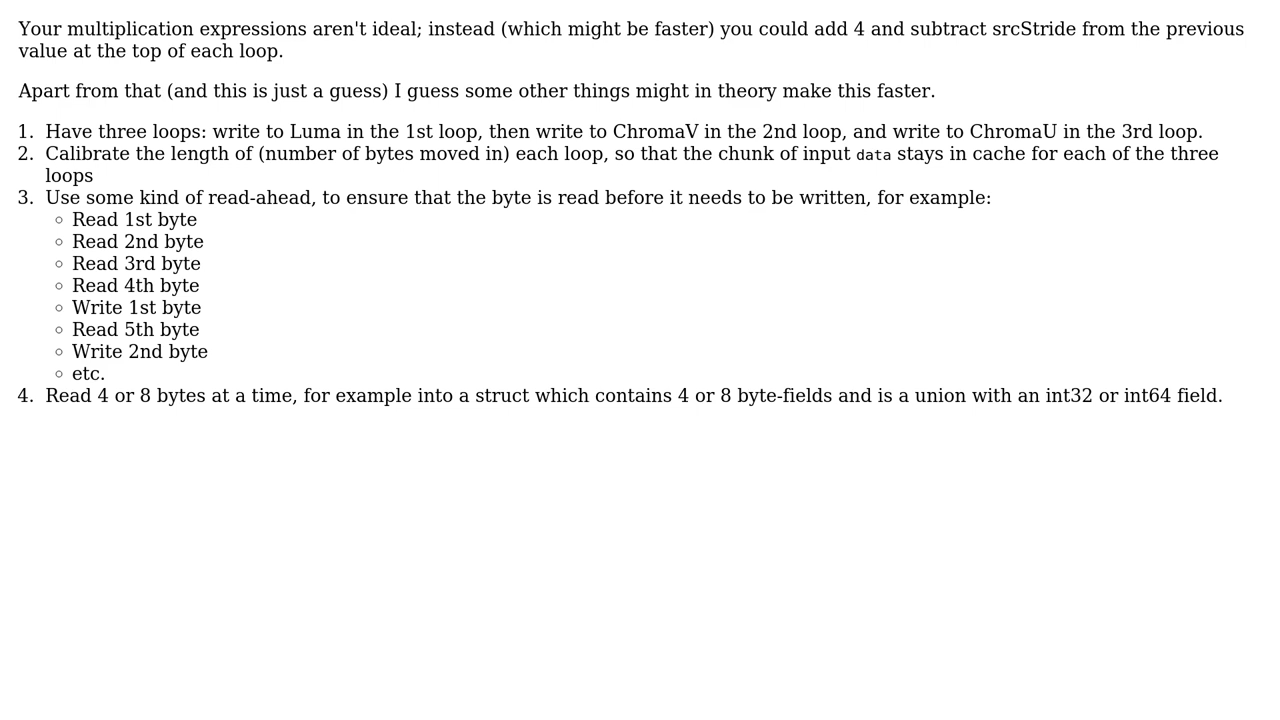 Your multiplication expressions aren't ideal; instead (which might be faster) you could add 4 and subtract srcStride from the previous
value at the top of each loop.
Apart from that (and this is just a guess) I guess some other things might in theory make this faster.
1. Have three loops: write to Luma in the 1st loop, then write to ChromaV in the 2nd loop, and write to ChromaU in the 3rd loop.
2. Calibrate the length of (number of bytes moved in) each loop, so that the chunk of input data stays in cache for each of the three
loops
3. Use some kind of read-ahead, to ensure that the byte is read before it needs to be written, for example:
◦ Read 1st byte
◦ Read 2nd byte
◦ Read 3rd byte
◦ Read 4th byte
◦ Write 1st byte
◦ Read 5th byte
◦ Write 2nd byte
◦ etc.
4. Read 4 or 8 bytes at a time, for example into a struct which contains 4 or 8 byte-fields and is a union with an int32 or int64 field.